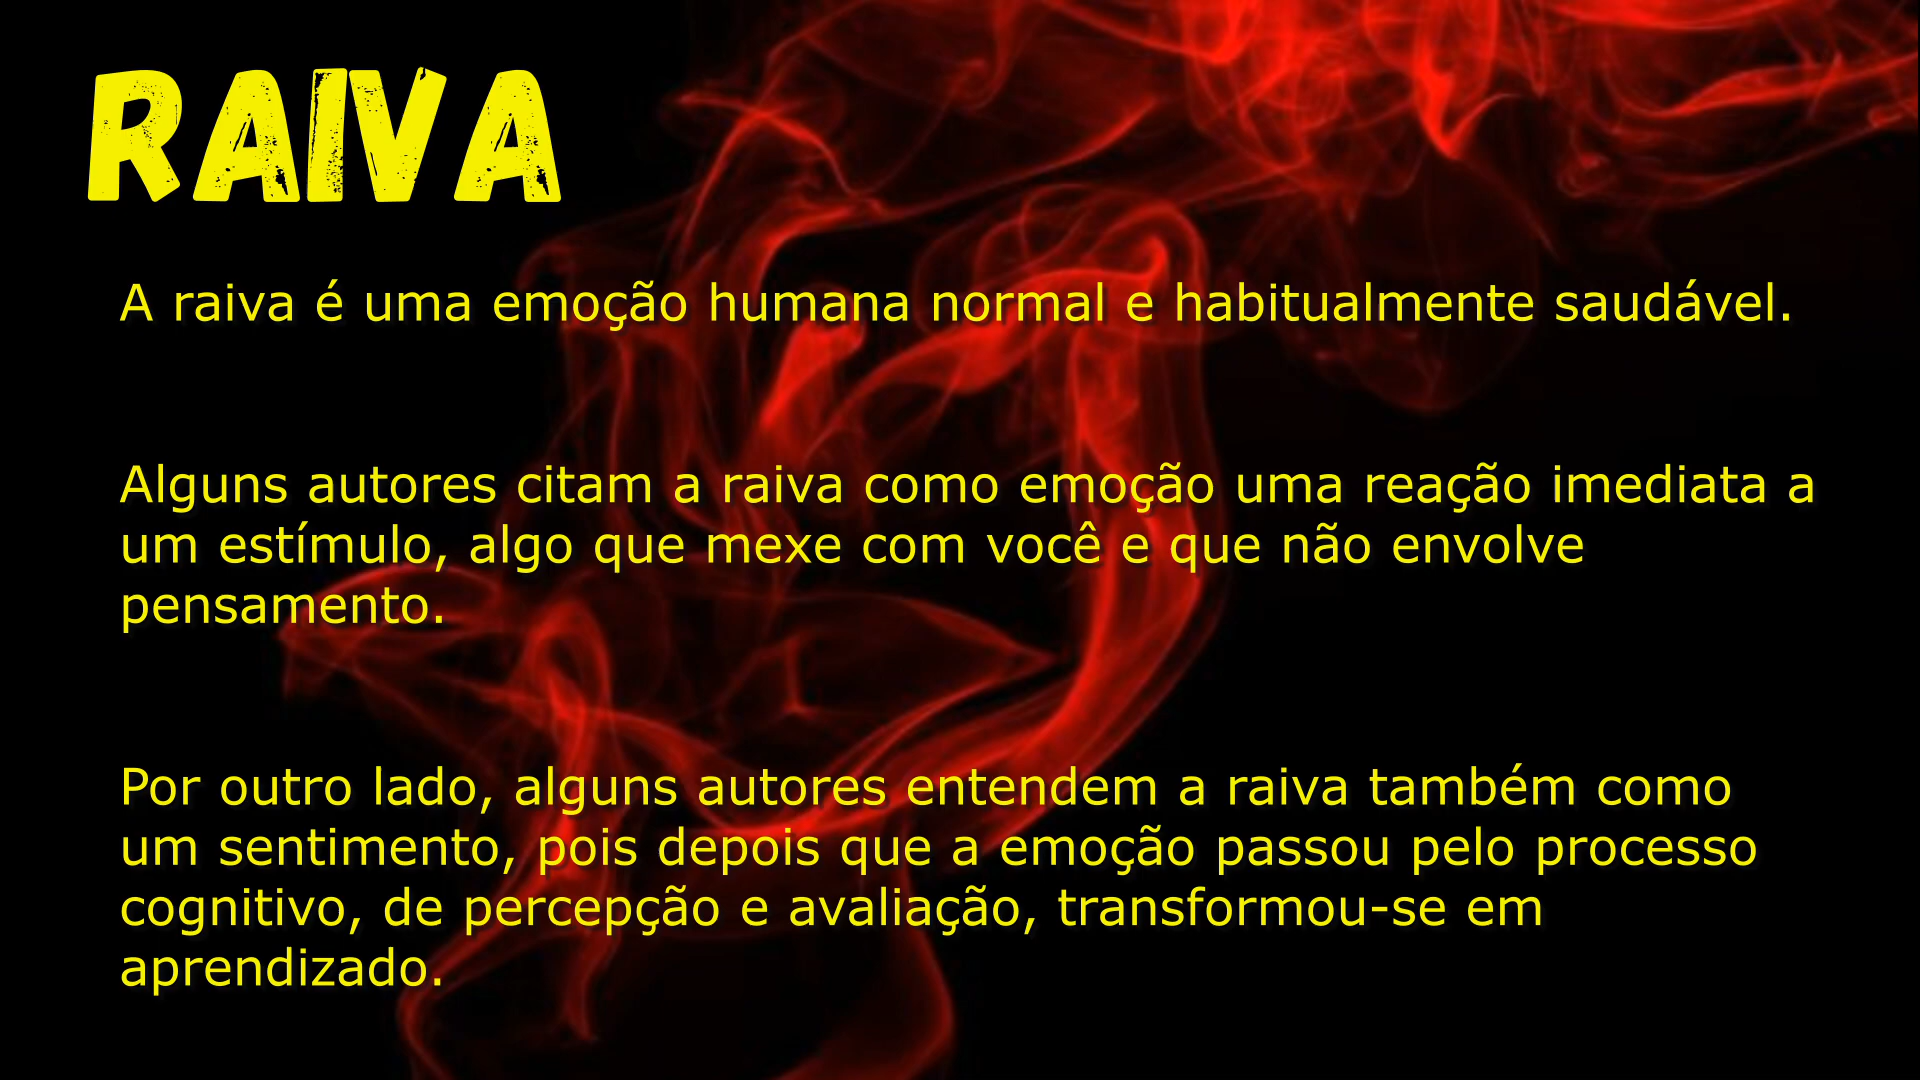 RAIVA
A raiva é uma emoção humana normal e habitualmente saudável.
Alguns autores citam a raiva como emoção uma reação imediata a
um estímulo, algo que mexe com você e que não envolve
pensamento.
Por outro lado, alguns autores entendem a raiva também como
um sentimento, pois depois que a emoção passou pelo processo
cognitivo, de percepção e avaliação, transformou-se em
aprendizado.